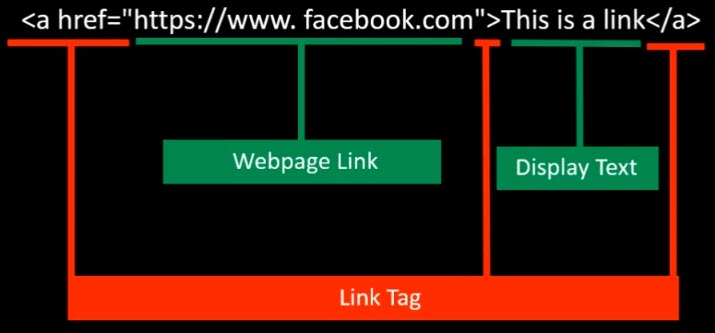 <a href="https://www. facebook.com">This is a link</a>
Webpage Link
Display Text
Link Tag